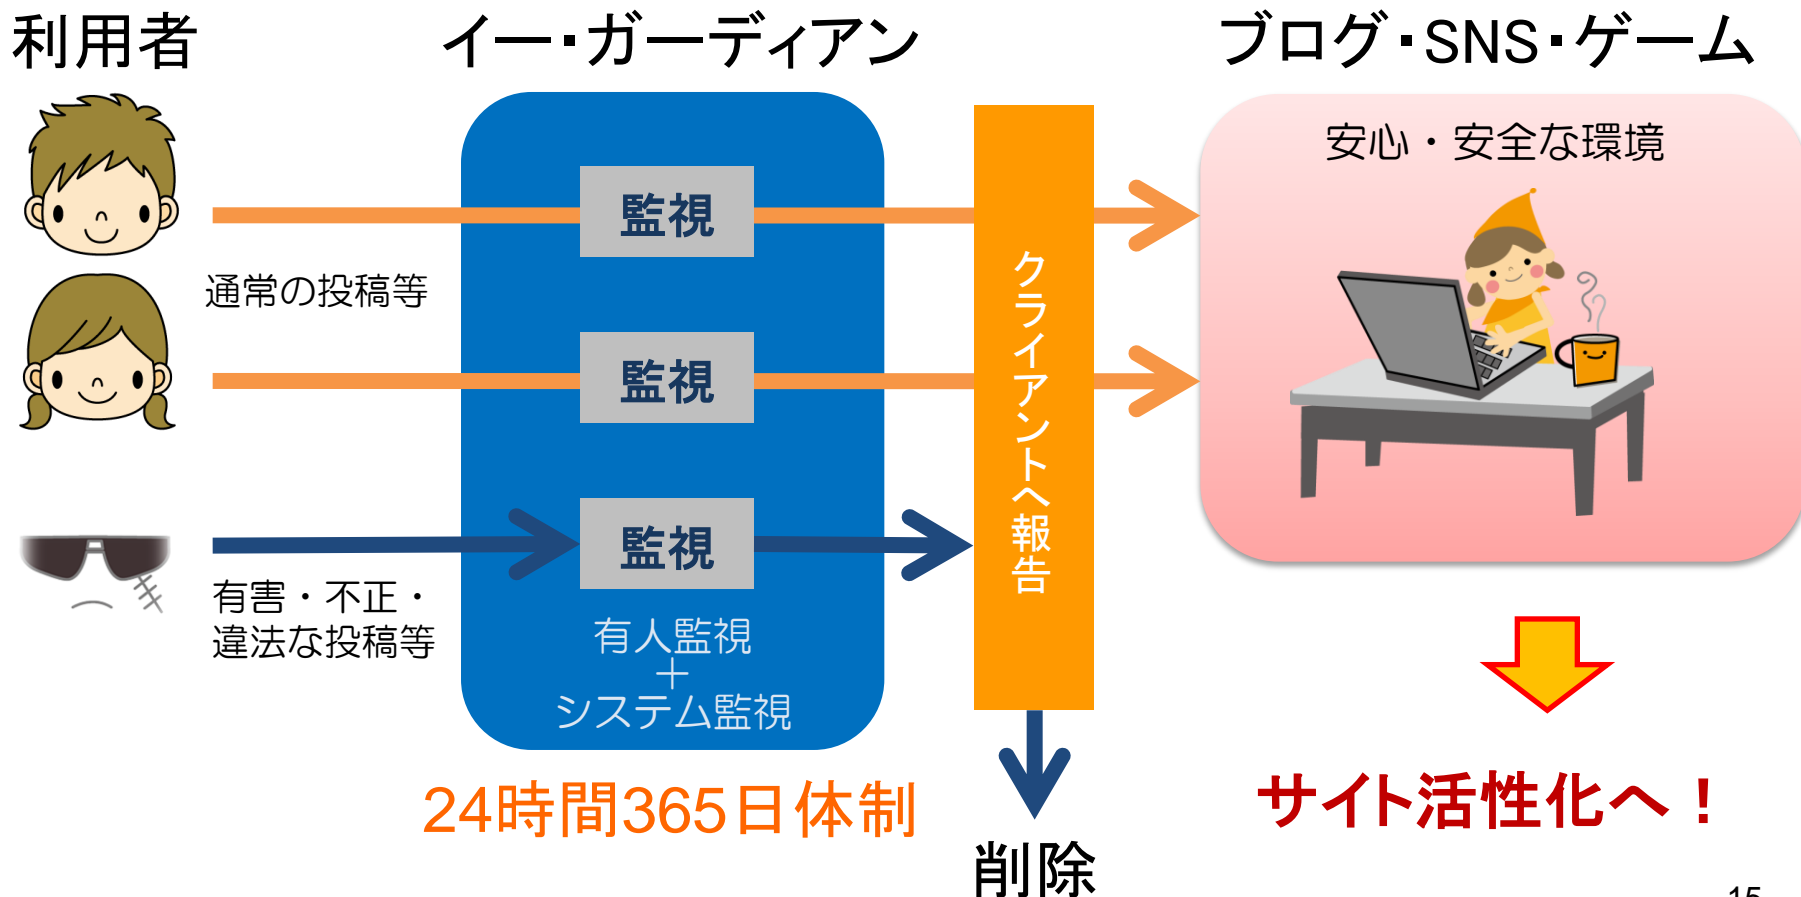 利用者
イー・ガーディアン
ブログ・SNS・ゲーム
監視
通常の投稿等
監視
監視
有害・不正・
違法な投稿等
有人監視
＋
システム監視
24時間365日体制
クライアントへ報告
削除
安心・安全な環境
サイト活性化へ！
15